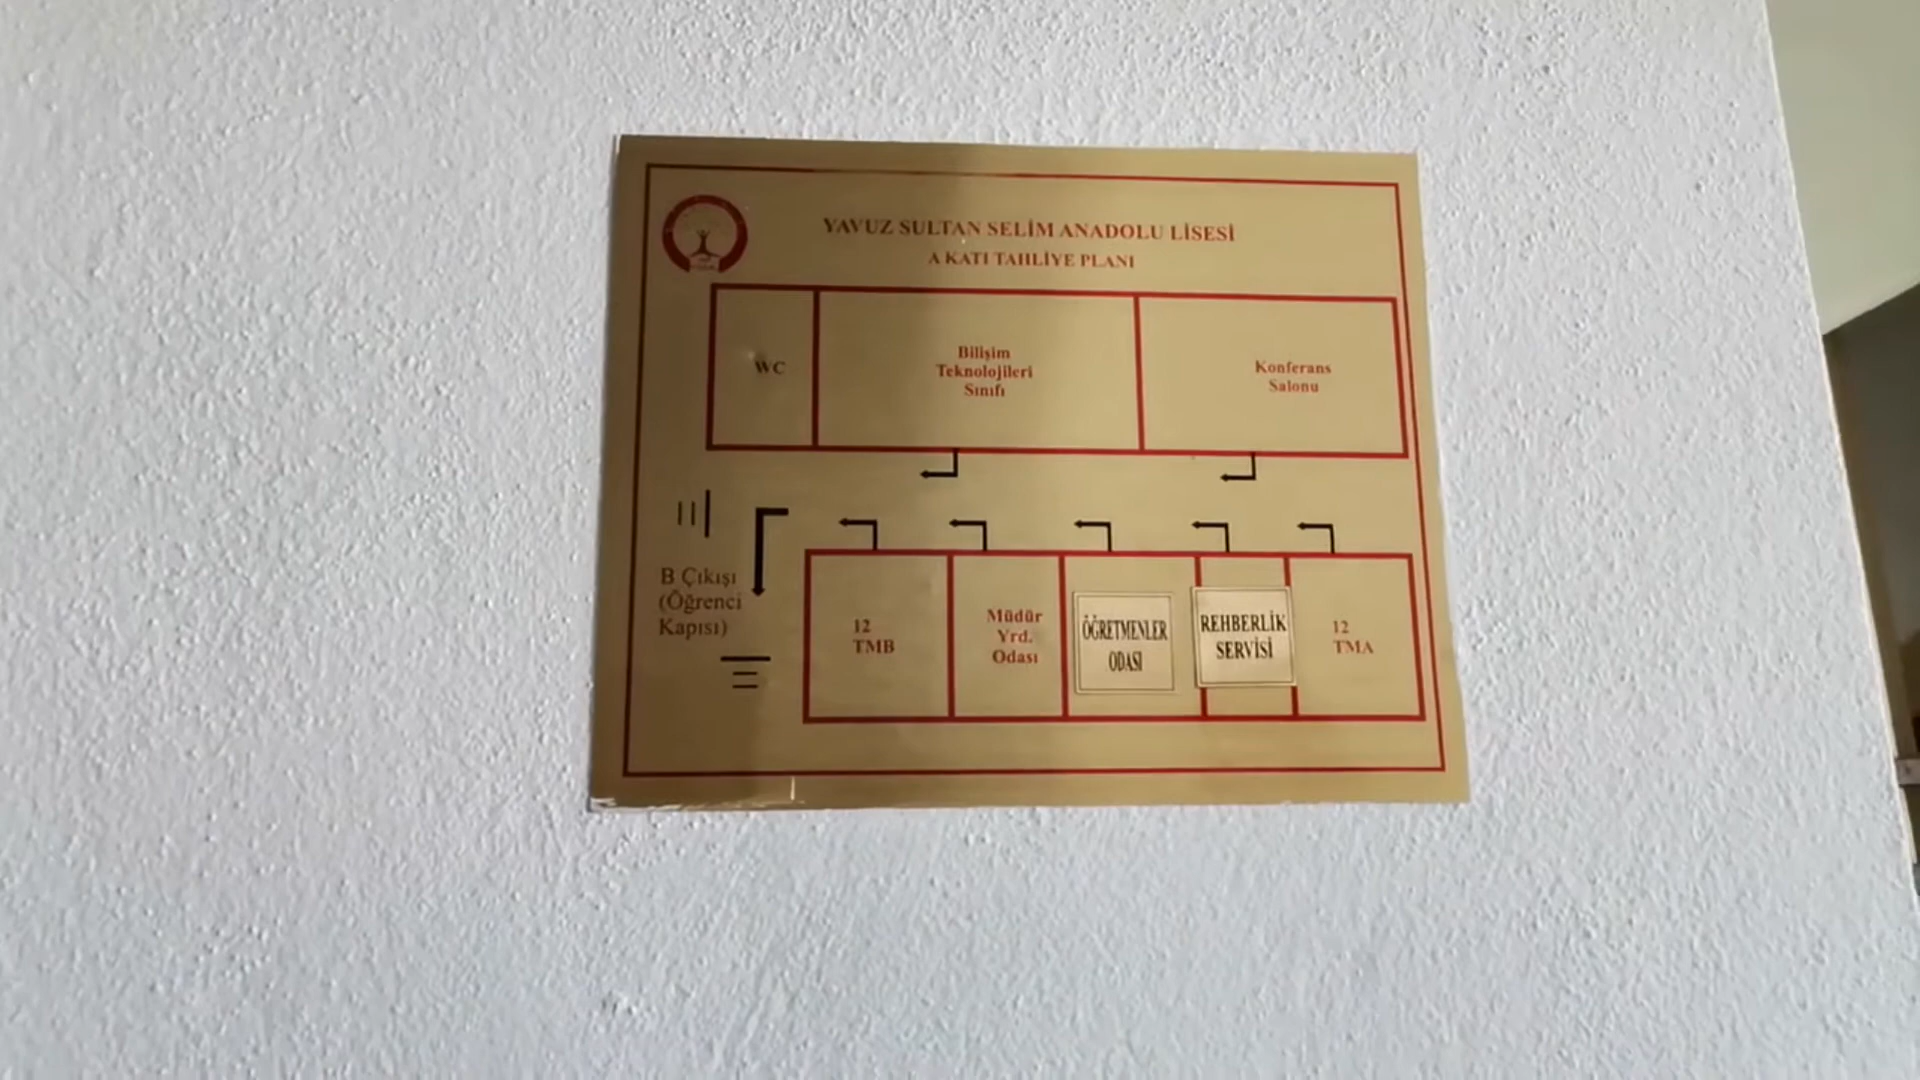 YAVUZ SULTAN SELİM ANADOLU LİSESİ
A KATI TAHLİYE PLANI
WC
Bilişim
Teknolojileri
Sınıfı
Konferans
Salonu
B Çıkışı
(Öğrenci
Kapısı)
12
TMB
Müdür
Yrd.
Odası
ÖĞRETMENLER
ODASI
REHBERLİK
SERVİSİ
12
TMA